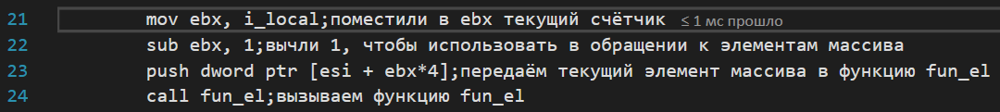 21 mov ebx, i_local;поместили в ebx текущий счётчик ≤ 1 мс прошло
22 sub ebx, 1;вычли 1, чтобы использовать в обращении к элементам массива
23 push dword ptr [esi + ebx*4];передаём текущий элемент массива в функцию fun_el
24 call fun_el;вызываем функцию fun_el